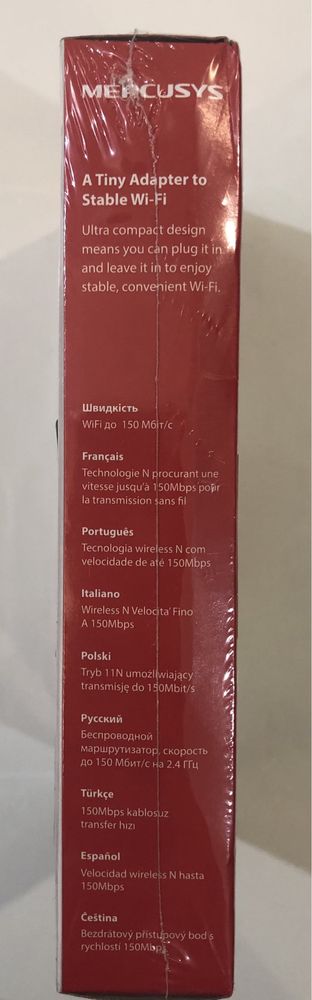 MERCUSYS
A Tiny Adapter to
Stable Wi-Fi
Ultra compact design
means you can plug it in
and leave it in to enjoy
stable, convenient Wi-Fi.
Швидкість
WiFi до 150 Мбіт/с
Français
Technologie N procurant une
vitesse jusqu'à 150Mbps pour
la transmission sans fil
Português
Tecnologia wireless N com
velocidade de até 150Mbps
Italiano
Wireless N Velocita' Fino
A 150Mbps
Polski
Tryb 11N umożliwiający
transmisję do 150Mbit/s
Русский
Беспроводной
маршрутизатор, скорость
до 150 Мбит/с на 2.4 ГГц
Türkçe
150Mbps kablosuz
transfer hızı
Español
Velocidad wireless N hasta
150Mbps
Čeština
Bezdrátový přístupový bod s
rychlostí 150Mbps